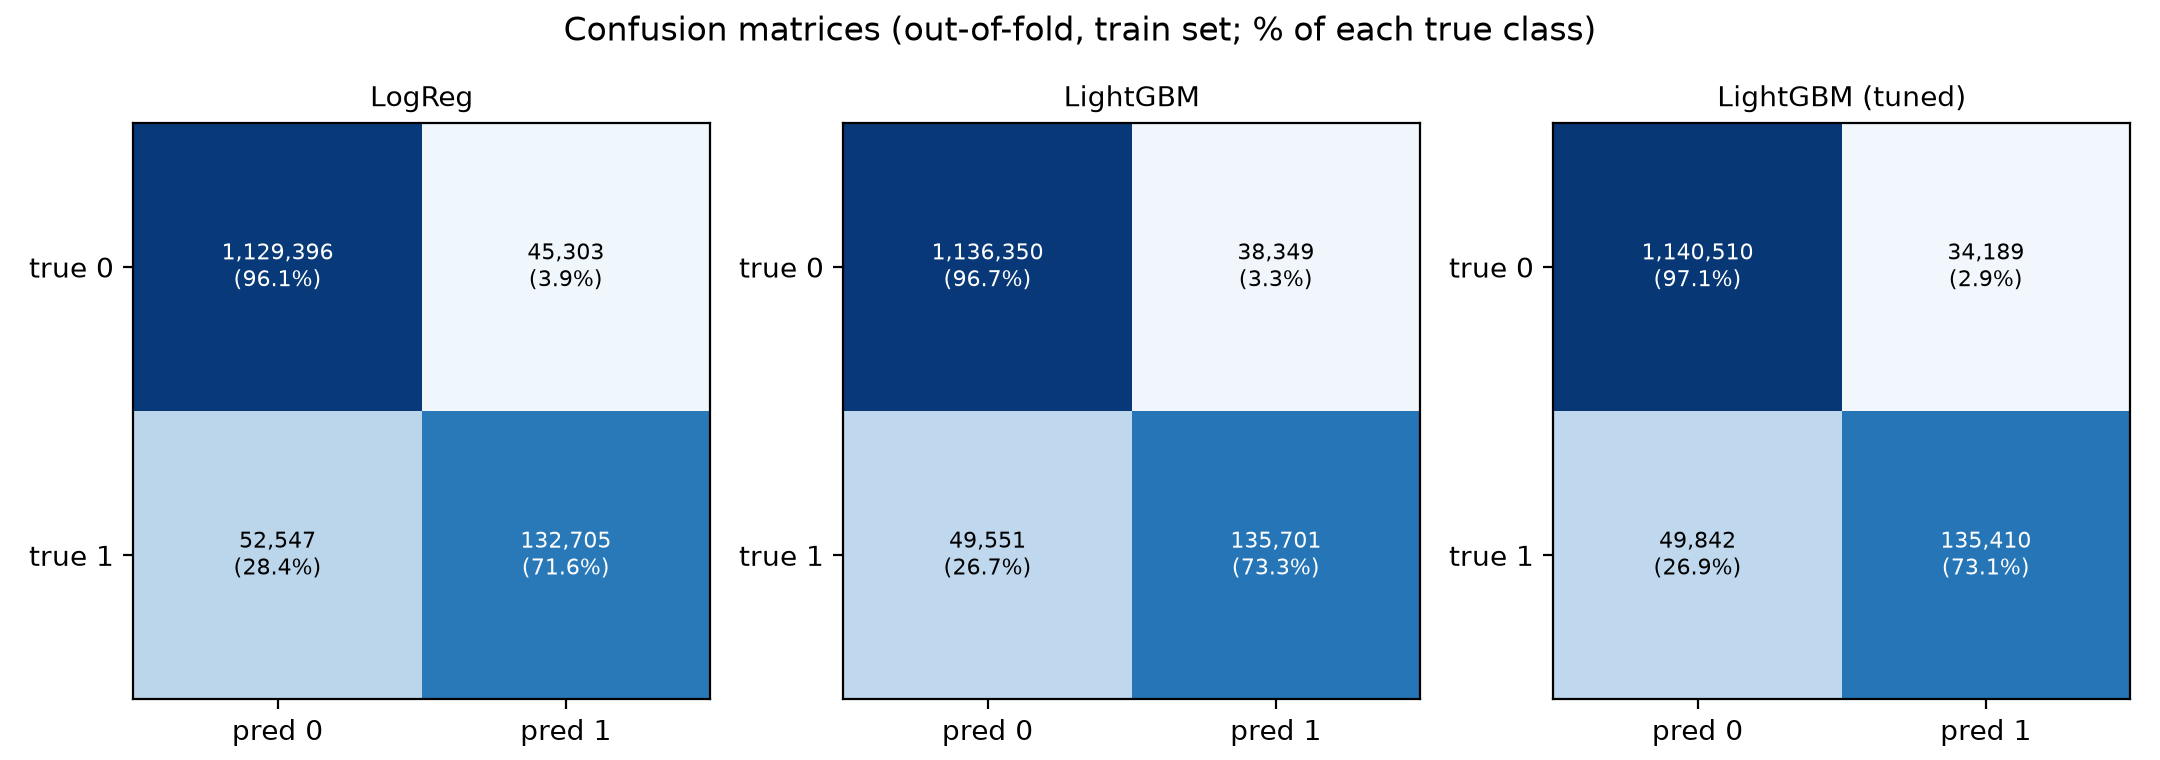 Confusion matrices (out-of-fold, train set; % of each true class)
LogReg
true 0
1,129,396
(96.1%)
45,303
(3.9%)
true 1
52,547
(28.4%)
132,705
(71.6%)
pred 0
pred 1
LightGBM
true 0
1,136,350
(96.7%)
38,349
(3.3%)
true 1
49,551
(26.7%)
135,701
(73.3%)
pred 0
pred 1
LightGBM (tuned)
true 0
1,140,510
(97.1%)
34,189
(2.9%)
true 1
49,842
(26.9%)
135,410
(73.1%)
pred 0
pred 1